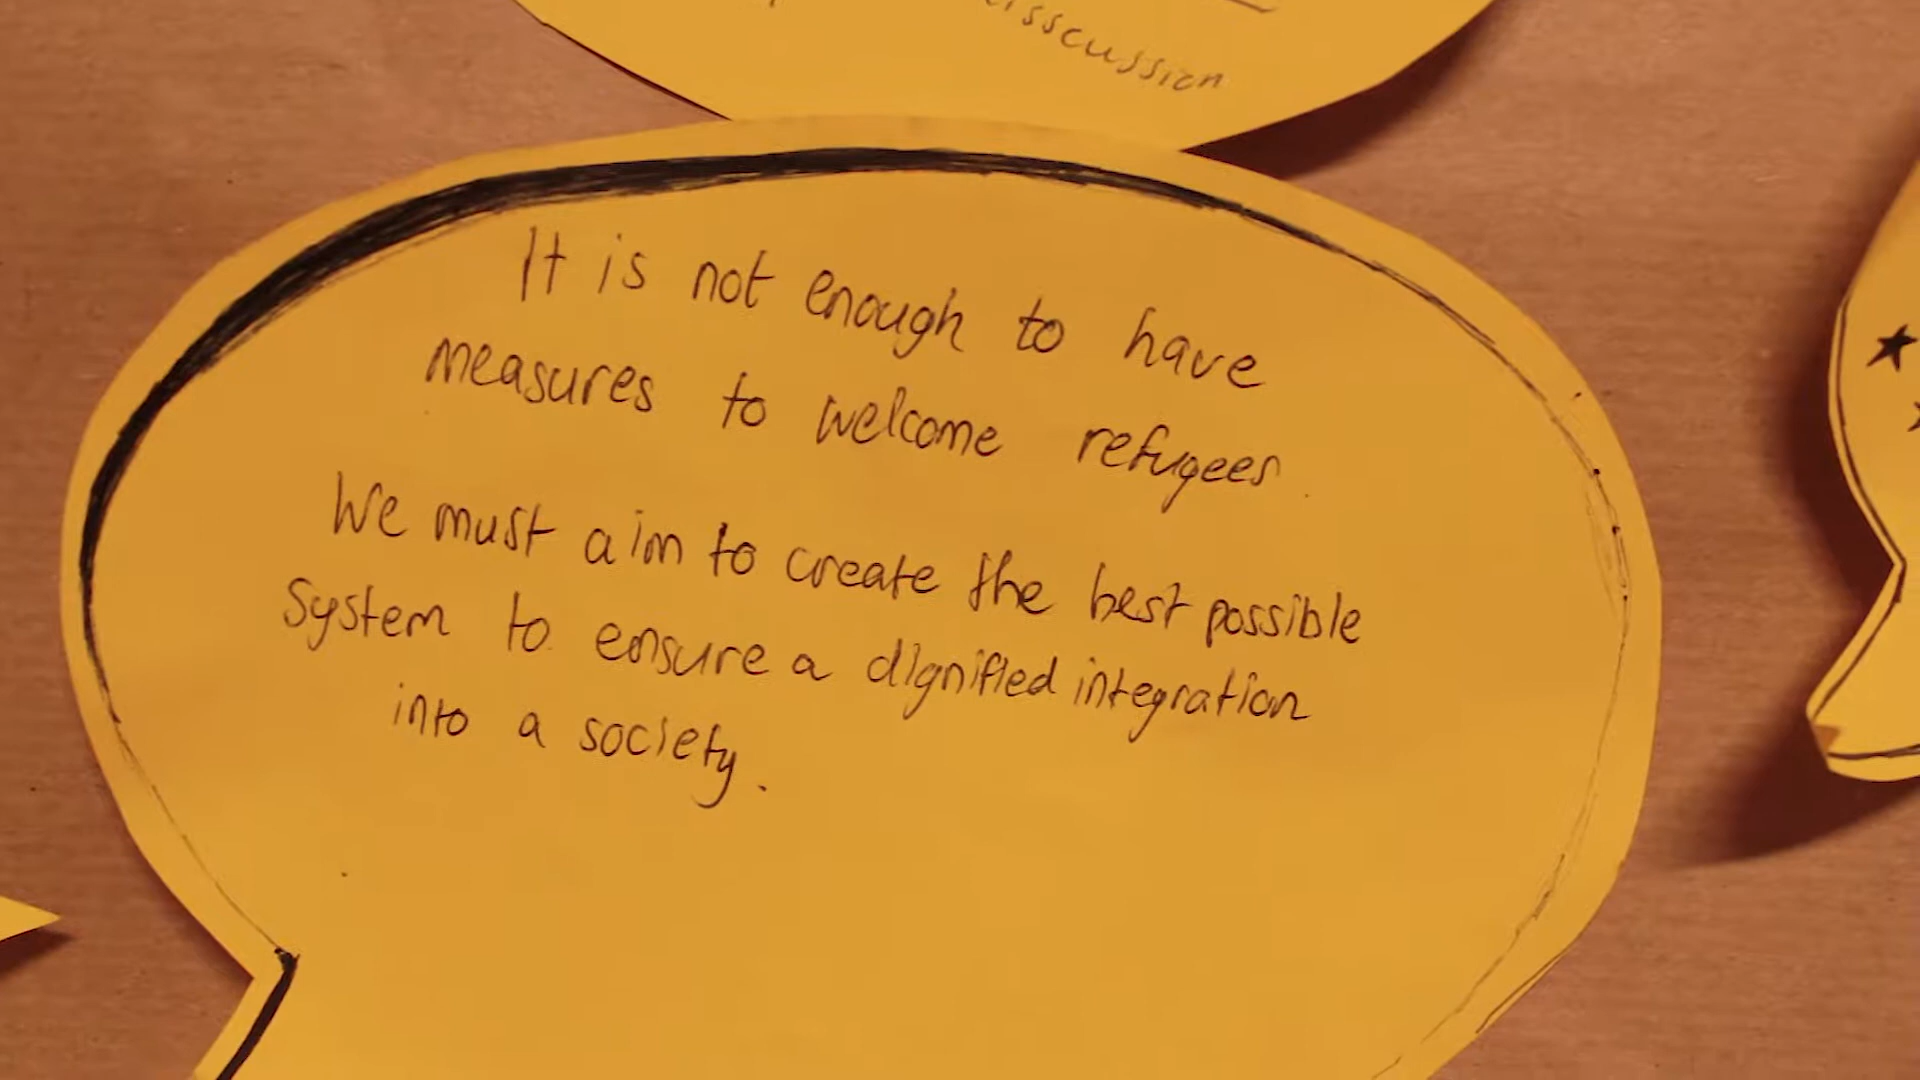 disscussion
It is not enough to have
measures to welcome refugees.
We must aim to create the best possible
system to ensure a dignified integration
into a society.